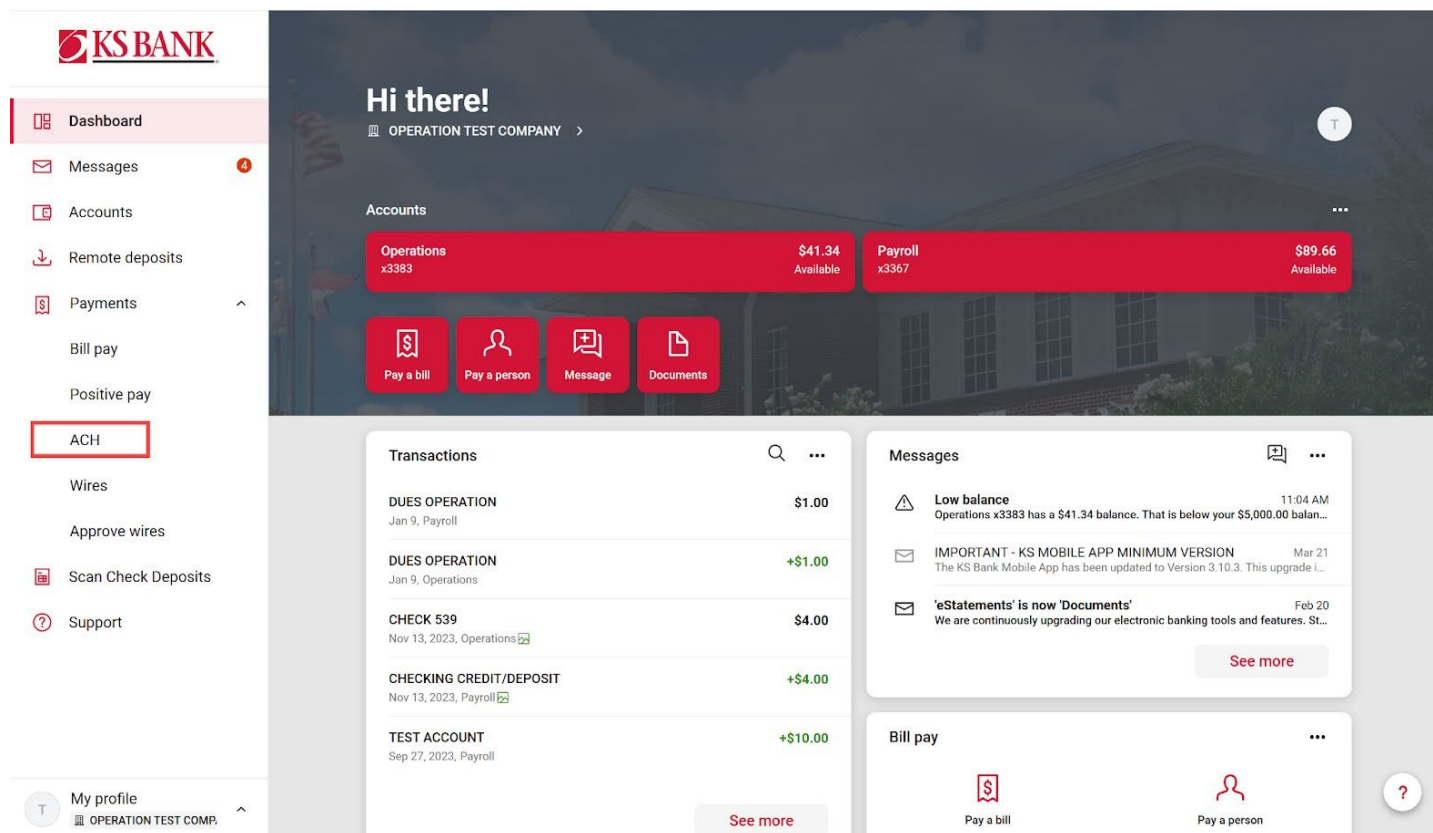 KS BANK
Dashboard
Messages 4
Accounts
Remote deposits
Payments
Bill pay
Positive pay
ACH
Wires
Approve wires
Scan Check Deposits
Support
T My profile
OPERATION TEST COMP.
Hi there!
OPERATION TEST COMPANY >
T
Accounts
Operations $41.34
x3383 Available
Payroll $89.66
x3367 Available
Pay a bill
Pay a person
Message
Documents
Transactions
DUES OPERATION $1.00
Jan 9, Payroll
DUES OPERATION +$1.00
Jan 9, Operations
CHECK 539 $4.00
Nov 13, 2023, Operations
CHECKING CREDIT/DEPOSIT +$4.00
Nov 13, 2023, Payroll
TEST ACCOUNT +$10.00
Sep 27, 2023, Payroll
See more
Messages
Low balance 11:04 AM
Operations x3383 has a $41.34 balance. That is below your $5,000.00 balan...
IMPORTANT - KS MOBILE APP MINIMUM VERSION Mar 21
The KS Bank Mobile App has been updated to Version 3.10.3. This upgrade i...
'eStatements' is now 'Documents' Feb 20
We are continuously upgrading our electronic banking tools and features. St...
See more
Bill pay
Pay a bill
Pay a person
?